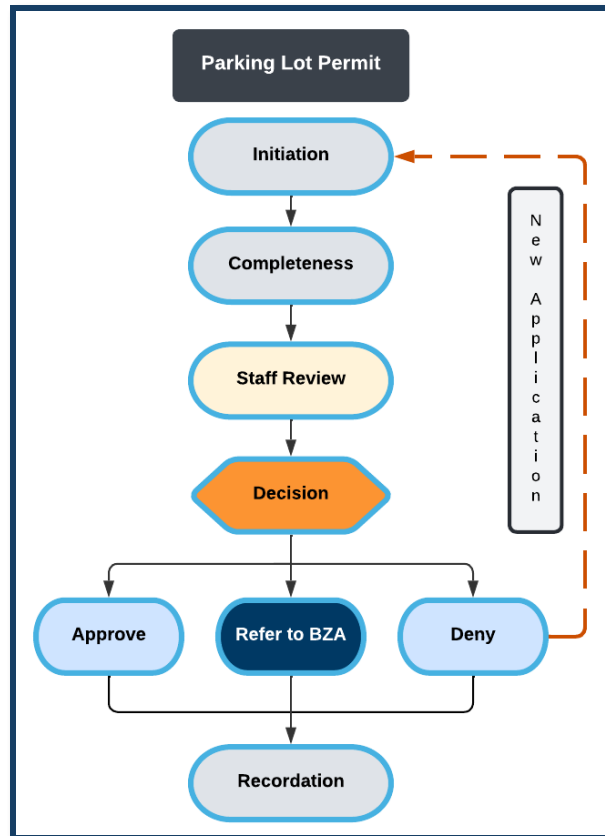 Parking Lot Permit
Initiation
Completeness
Staff Review
Decision
Approve
Refer to BZA
Deny
Recordation
New Application